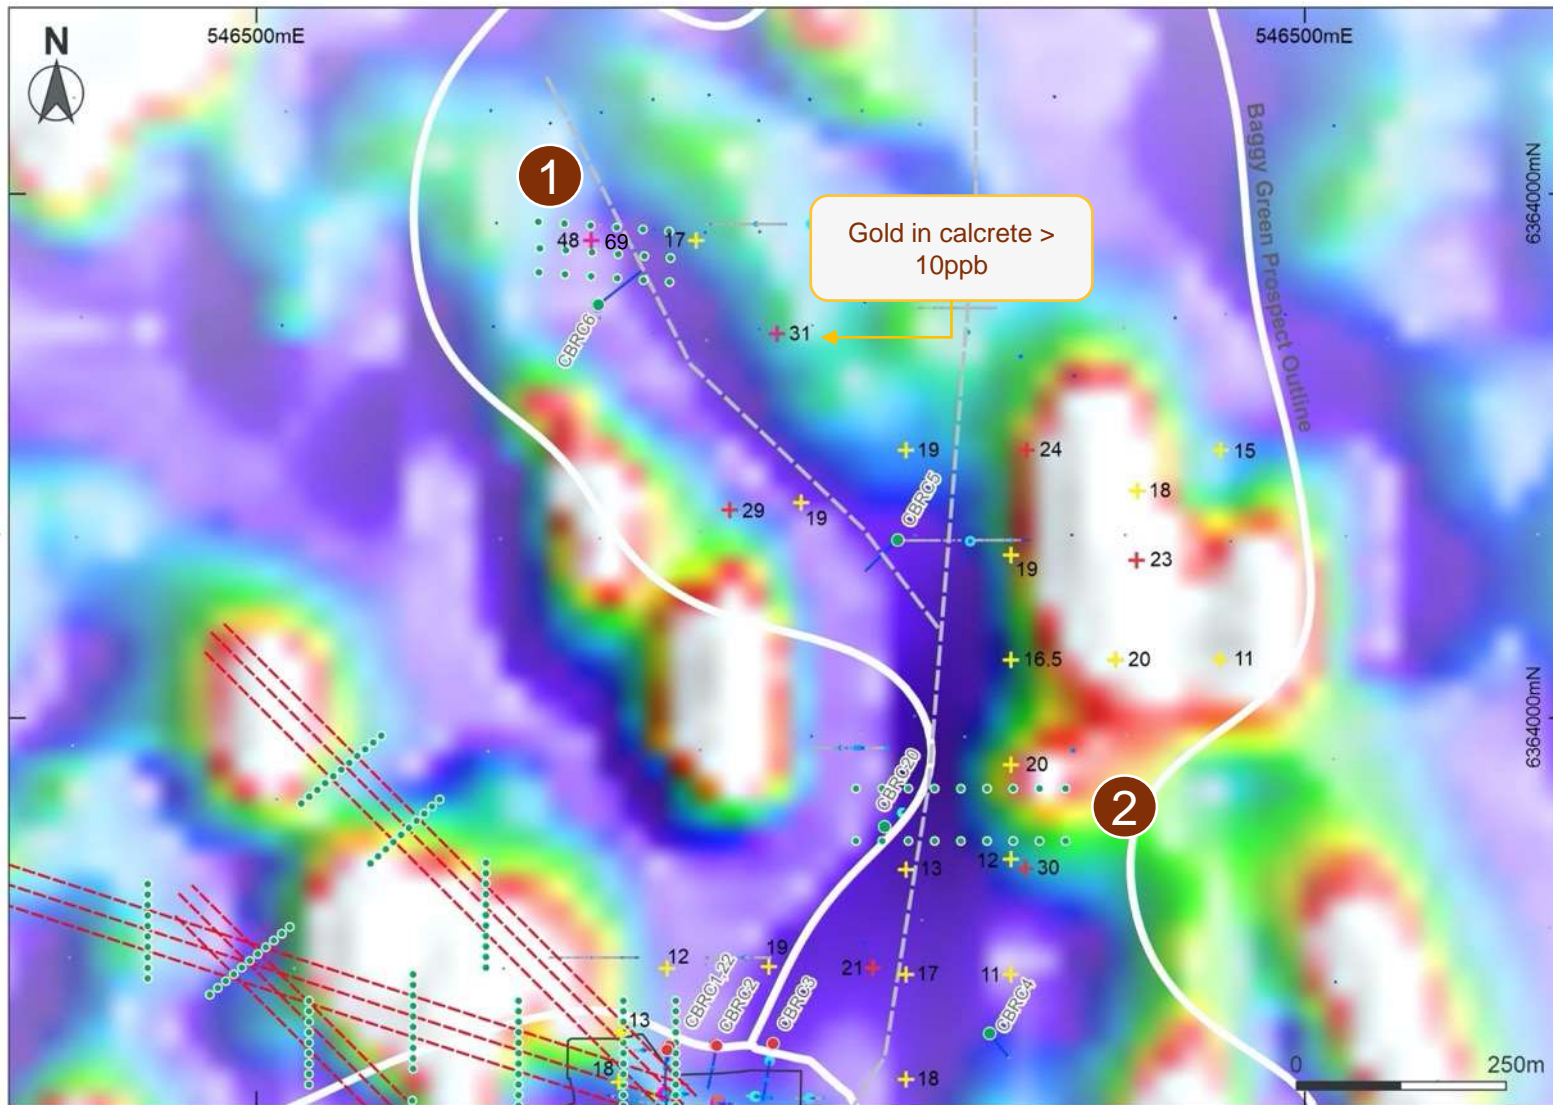 N
546500mE
546500mE
1
Baggy Green Prospect Outline
6364000mN
Gold in calcrete >
10ppb
48
69
17
CBRC6
31
19
24
15
18
29
19
CBRC5
19
23
16.5
20
11
6364000mN
20
CBRC20
2
13
12
30
12
19
21
17
11
CBRC1,22
CBRC2
CBRC3
CBRC4
13
18
18
0
250m